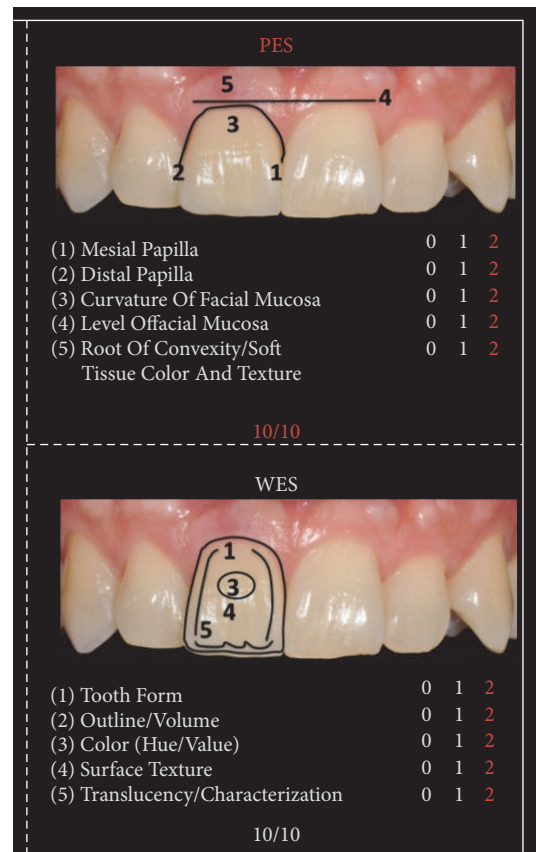 PES
5
4
3
2
1
(1) Mesial Papilla 0 1 2
(2) Distal Papilla 0 1 2
(3) Curvature Of Facial Mucosa 0 1 2
(4) Level Offacial Mucosa 0 1 2
(5) Root Of Convexity/Soft 0 1 2
Tissue Color And Texture
10/10
WES
1
3
4
5
(1) Tooth Form 0 1 2
(2) Outline/Volume 0 1 2
(3) Color (Hue/Value) 0 1 2
(4) Surface Texture 0 1 2
(5) Translucency/Characterization 0 1 2
10/10